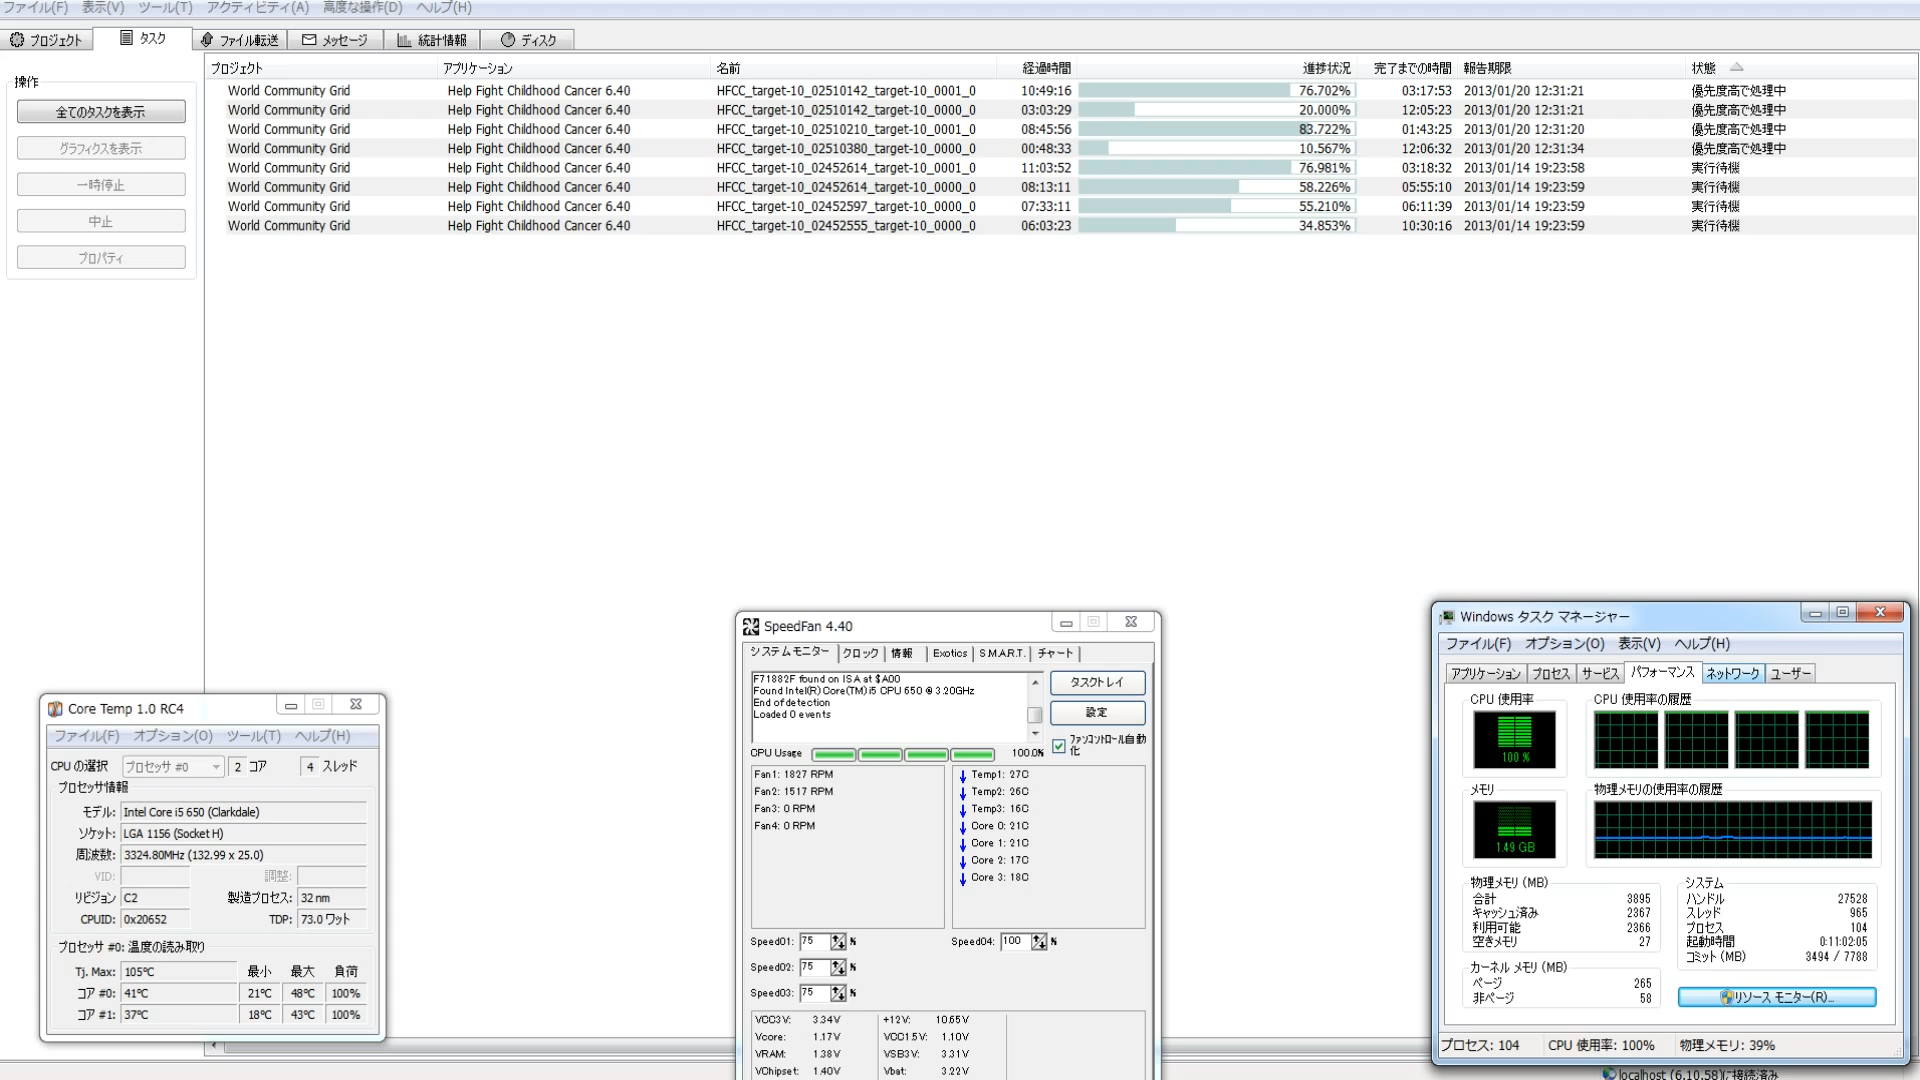 ファイル(F) 表示(V) ツール(T) アクティビティ(A) 高度な操作(D) ヘルプ(H)
プロジェクト タスク ファイル転送 メッセージ 統計情報 ディスク
操作
全てのタスクを表示
グラフィクスを表示
一時停止
中止
プロパティ
プロジェクト アプリケーション 名前 経過時間 進捗状況 完了までの時間 報告期限 状態
World Community Grid Help Fight Childhood Cancer 6.40 HFCC_target-10_02510142_target-10_0001_0 10:49:16 76.702% 03:17:53 2013/01/20 12:31:21 優先度高で処理中
World Community Grid Help Fight Childhood Cancer 6.40 HFCC_target-10_02510142_target-10_0000_0 03:03:29 20.000% 12:05:23 2013/01/20 12:31:21 優先度高で処理中
World Community Grid Help Fight Childhood Cancer 6.40 HFCC_target-10_02510210_target-10_0001_0 08:45:56 83.722% 01:43:25 2013/01/20 12:31:20 優先度高で処理中
World Community Grid Help Fight Childhood Cancer 6.40 HFCC_target-10_02510380_target-10_0000_0 00:48:33 10.567% 12:06:32 2013/01/20 12:31:34 優先度高で処理中
World Community Grid Help Fight Childhood Cancer 6.40 HFCC_target-10_02452614_target-10_0001_0 11:03:52 76.981% 03:18:32 2013/01/14 19:23:58 実行待機
World Community Grid Help Fight Childhood Cancer 6.40 HFCC_target-10_02452614_target-10_0000_0 08:13:11 58.226% 05:55:10 2013/01/14 19:23:59 実行待機
World Community Grid Help Fight Childhood Cancer 6.40 HFCC_target-10_02452597_target-10_0000_0 07:33:11 55.210% 06:11:39 2013/01/14 19:23:59 実行待機
World Community Grid Help Fight Childhood Cancer 6.40 HFCC_target-10_02452555_target-10_0000_0 06:03:23 34.853% 10:30:16 2013/01/14 19:23:59 実行待機
Core Temp 1.0 RC4
ファイル(F) オプション(O) ツール(T) ヘルプ(H)
CPU の選択 プロセッサ #0 2 コア 4 スレッド
プロセッサ情報
モデル: Intel Core i5 650 (Clarkdale)
ソケット: LGA 1156 (Socket H)
周波数: 3324.80MHz (132.99 x 25.0)
VID: 調整:
リビジョン C2 製造プロセス: 32 nm
CPUID: 0x20652 TDP: 73.0 ワット
プロセッサ #0: 温度の読み取り
Tj. Max: 105℃ 最小 最大 負荷
コア #0: 41℃ 21℃ 48℃ 100%
コア #1: 37℃ 18℃ 43℃ 100%
SpeedFan 4.40
システムモニター クロック 情報 Exotics S.M.A.R.T. チャート
F71882F found on ISA at $A00
Found Intel(R) Core(TM) i5 CPU 650 @ 3.20GHz
End of detection
Loaded 0 events
タスクトレイ
設定
ファンコントロール自動化
CPU Usage 100.0%
Fan1: 1827 RPM
Fan2: 1517 RPM
Fan3: 0 RPM
Fan4: 0 RPM
Temp1: 27C
Temp2: 26C
Temp3: 16C
Core 0: 21C
Core 1: 21C
Core 2: 17C
Core 3: 18C
Speed01: 75 % Speed04: 100 %
Speed02: 75 %
Speed03: 75 %
VCC3V: 3.34V +12V: 10.65V
Vcore: 1.17V VCC1.5V: 1.10V
VRAM: 1.38V VSB3V: 3.31V
VChipset: 1.40V Vbat: 3.22V
Windows タスク マネージャー
ファイル(F) オプション(O) 表示(V) ヘルプ(H)
アプリケーション プロセス サービス パフォーマンス ネットワーク ユーザー
CPU 使用率 CPU 使用率の履歴
100 %
メモリ 物理メモリの使用率の履歴
1.49 GB
物理メモリ (MB)
合計 3895
キャッシュ済み 2367
利用可能 2366
空きメモリ 27
カーネル メモリ (MB)
ページ 265
非ページ 58
システム
ハンドル 27528
スレッド 965
プロセス 104
起動時間 0:11:02:05
コミット (MB) 3494 / 7788
リソース モニター(R)...
プロセス: 104 CPU 使用率: 100% 物理メモリ: 39%
localhost (6.10.58)に接続済み